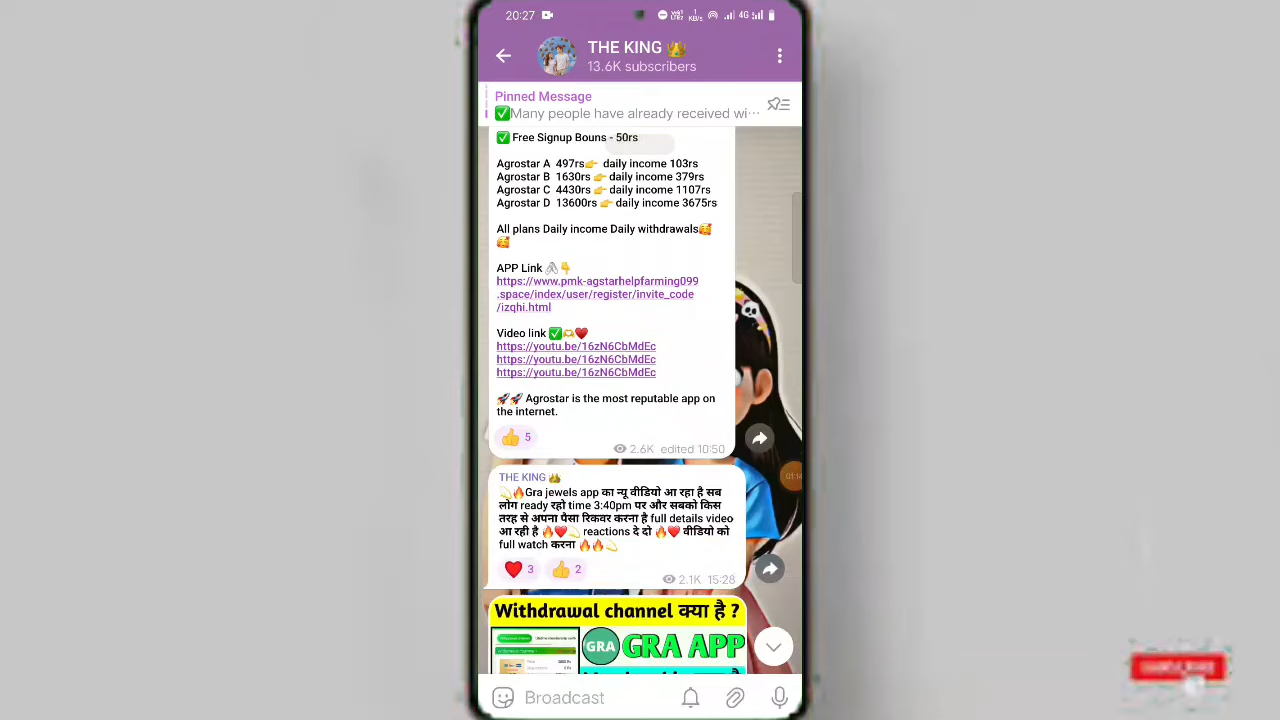 20:27
4G
THE KING 👑
13.6K subscribers
Pinned Message
✅Many people have already received wi···
✅ Free Signup Bouns - 50rs
Agrostar A 497rs👉 daily income 103rs
Agrostar B 1630rs 👉 daily income 379rs
Agrostar C 4430rs 👉 daily income 1107rs
Agrostar D 13600rs 👉 daily income 3675rs
All plans Daily income Daily withdrawals🥰
🥰
APP Link 🖇️👇
https://www.pmk-agstarhelpfarming099
.space/index/user/register/invite_code
/izqhi.html
Video link ✅🫶❤️
https://youtu.be/16zN6CbMdEc
https://youtu.be/16zN6CbMdEc
https://youtu.be/16zN6CbMdEc
🚀🚀 Agrostar is the most reputable app on
the internet.
👍 5
2.6K edited 10:50
THE KING 👑
💫🔥Gra jewels app का न्यू वीडियो आ रहा है सब
लोग ready रहो time 3:40pm पर और सबको किस
तरह से अपना पैसा रिकवर करना है full details video
आ रही है 🔥❤️💫 reactions दे दो 🔥❤️ वीडियो को
full watch करना 🔥🔥💫
❤️ 3 👍 2
2.1K 15:28
Withdrawal channel क्या है ?
GRA GRA APP
Broadcast